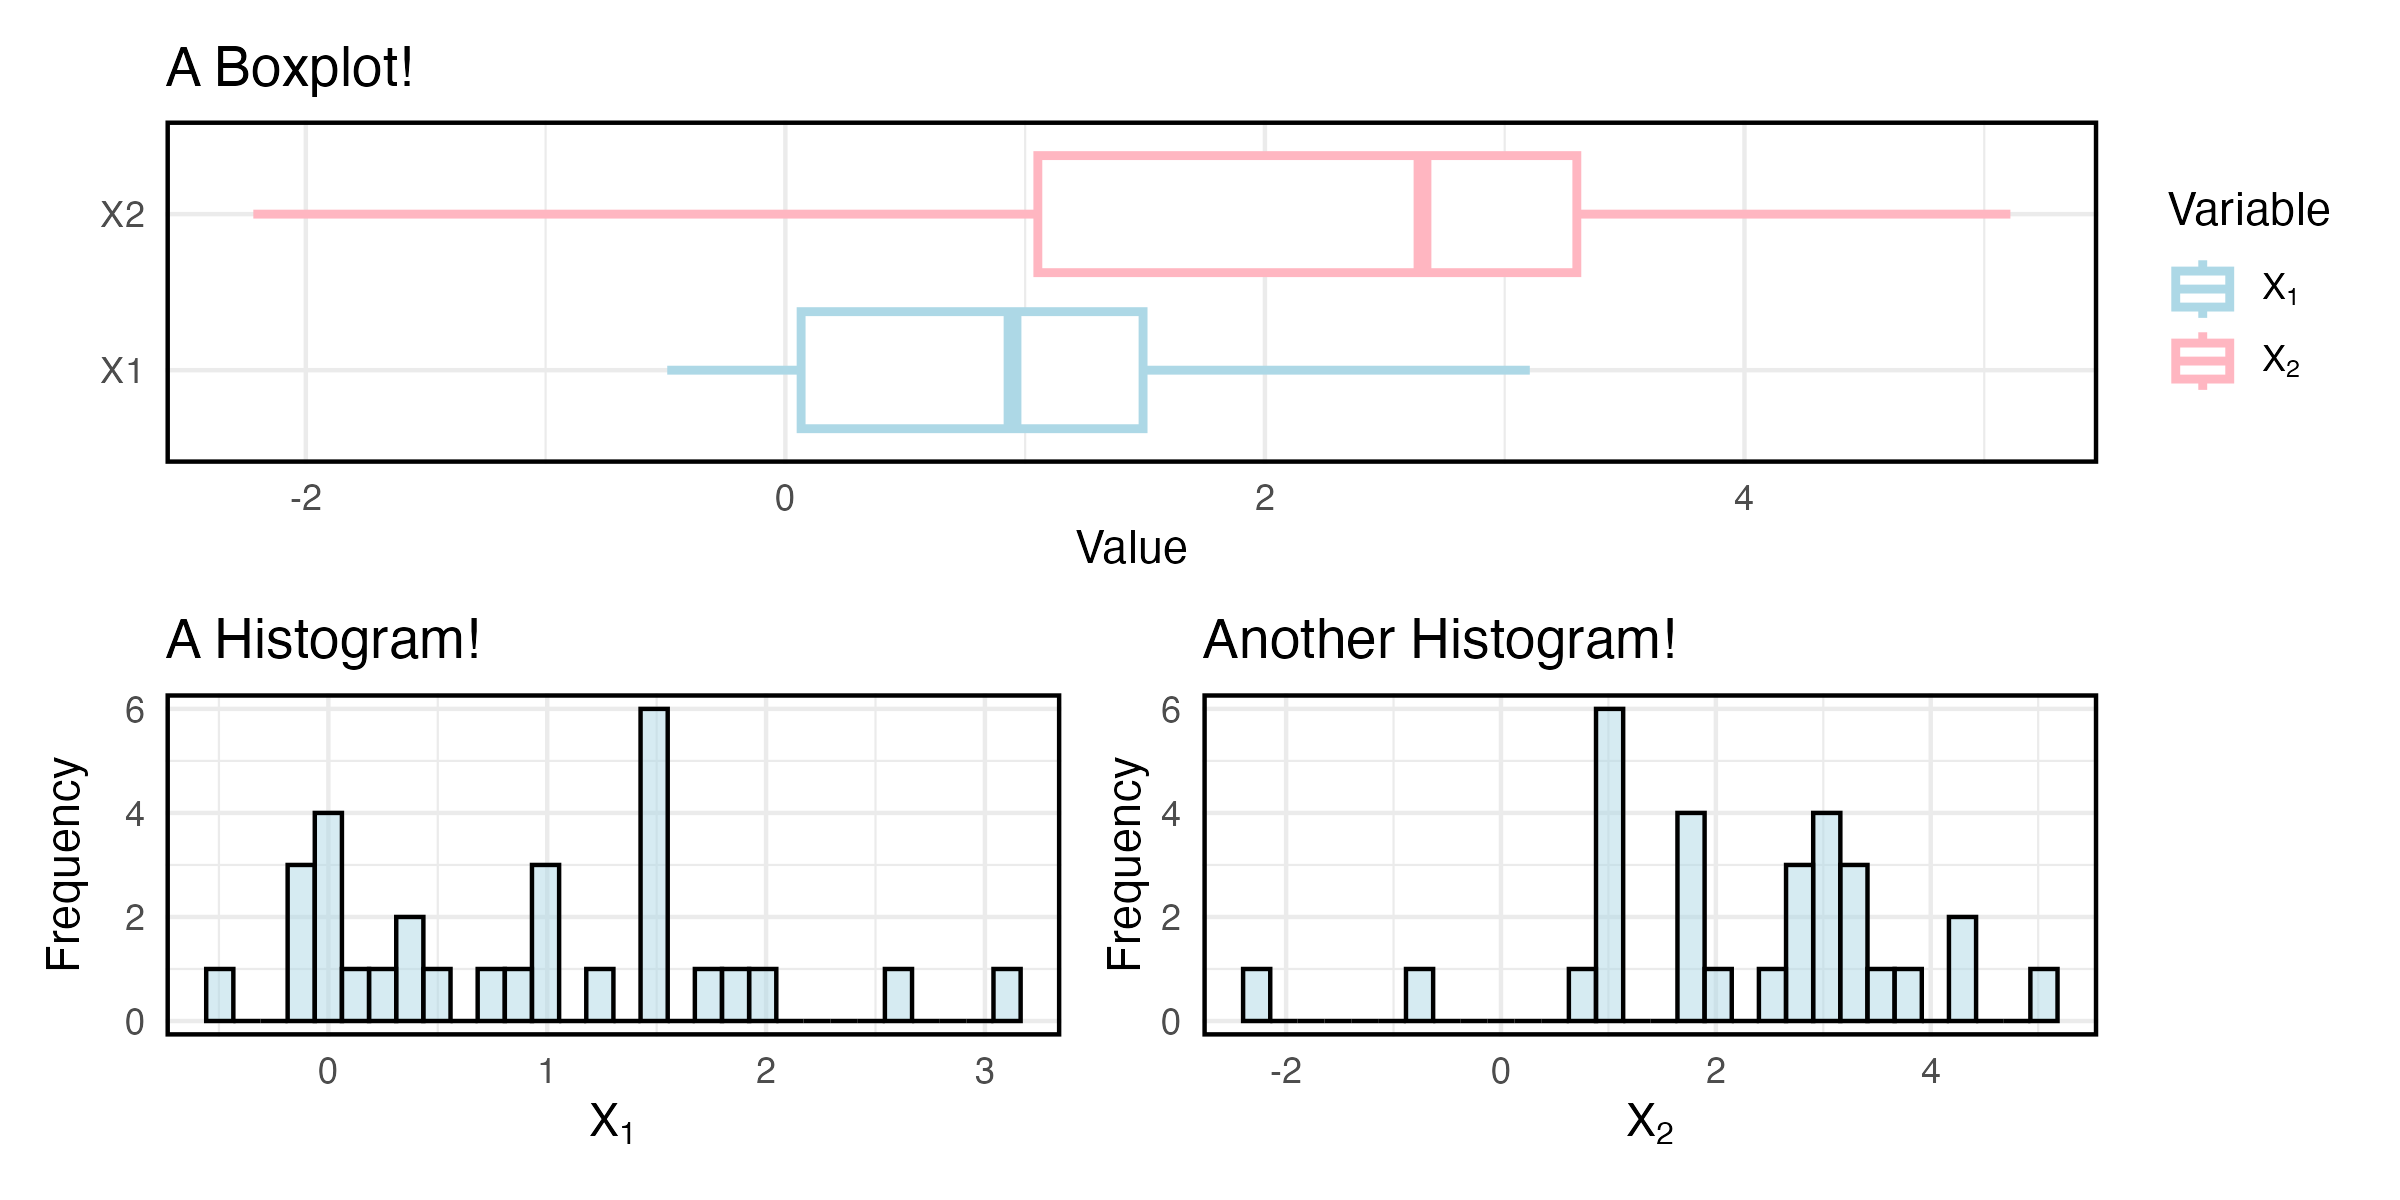 A Boxplot!
X2
X1
-2 0 2 4
Value
Variable
X₁
X₂
A Histogram!
Frequency
6
4
2
0
0 1 2 3
X₁
Another Histogram!
Frequency
6
4
2
0
-2 0 2 4
X₂